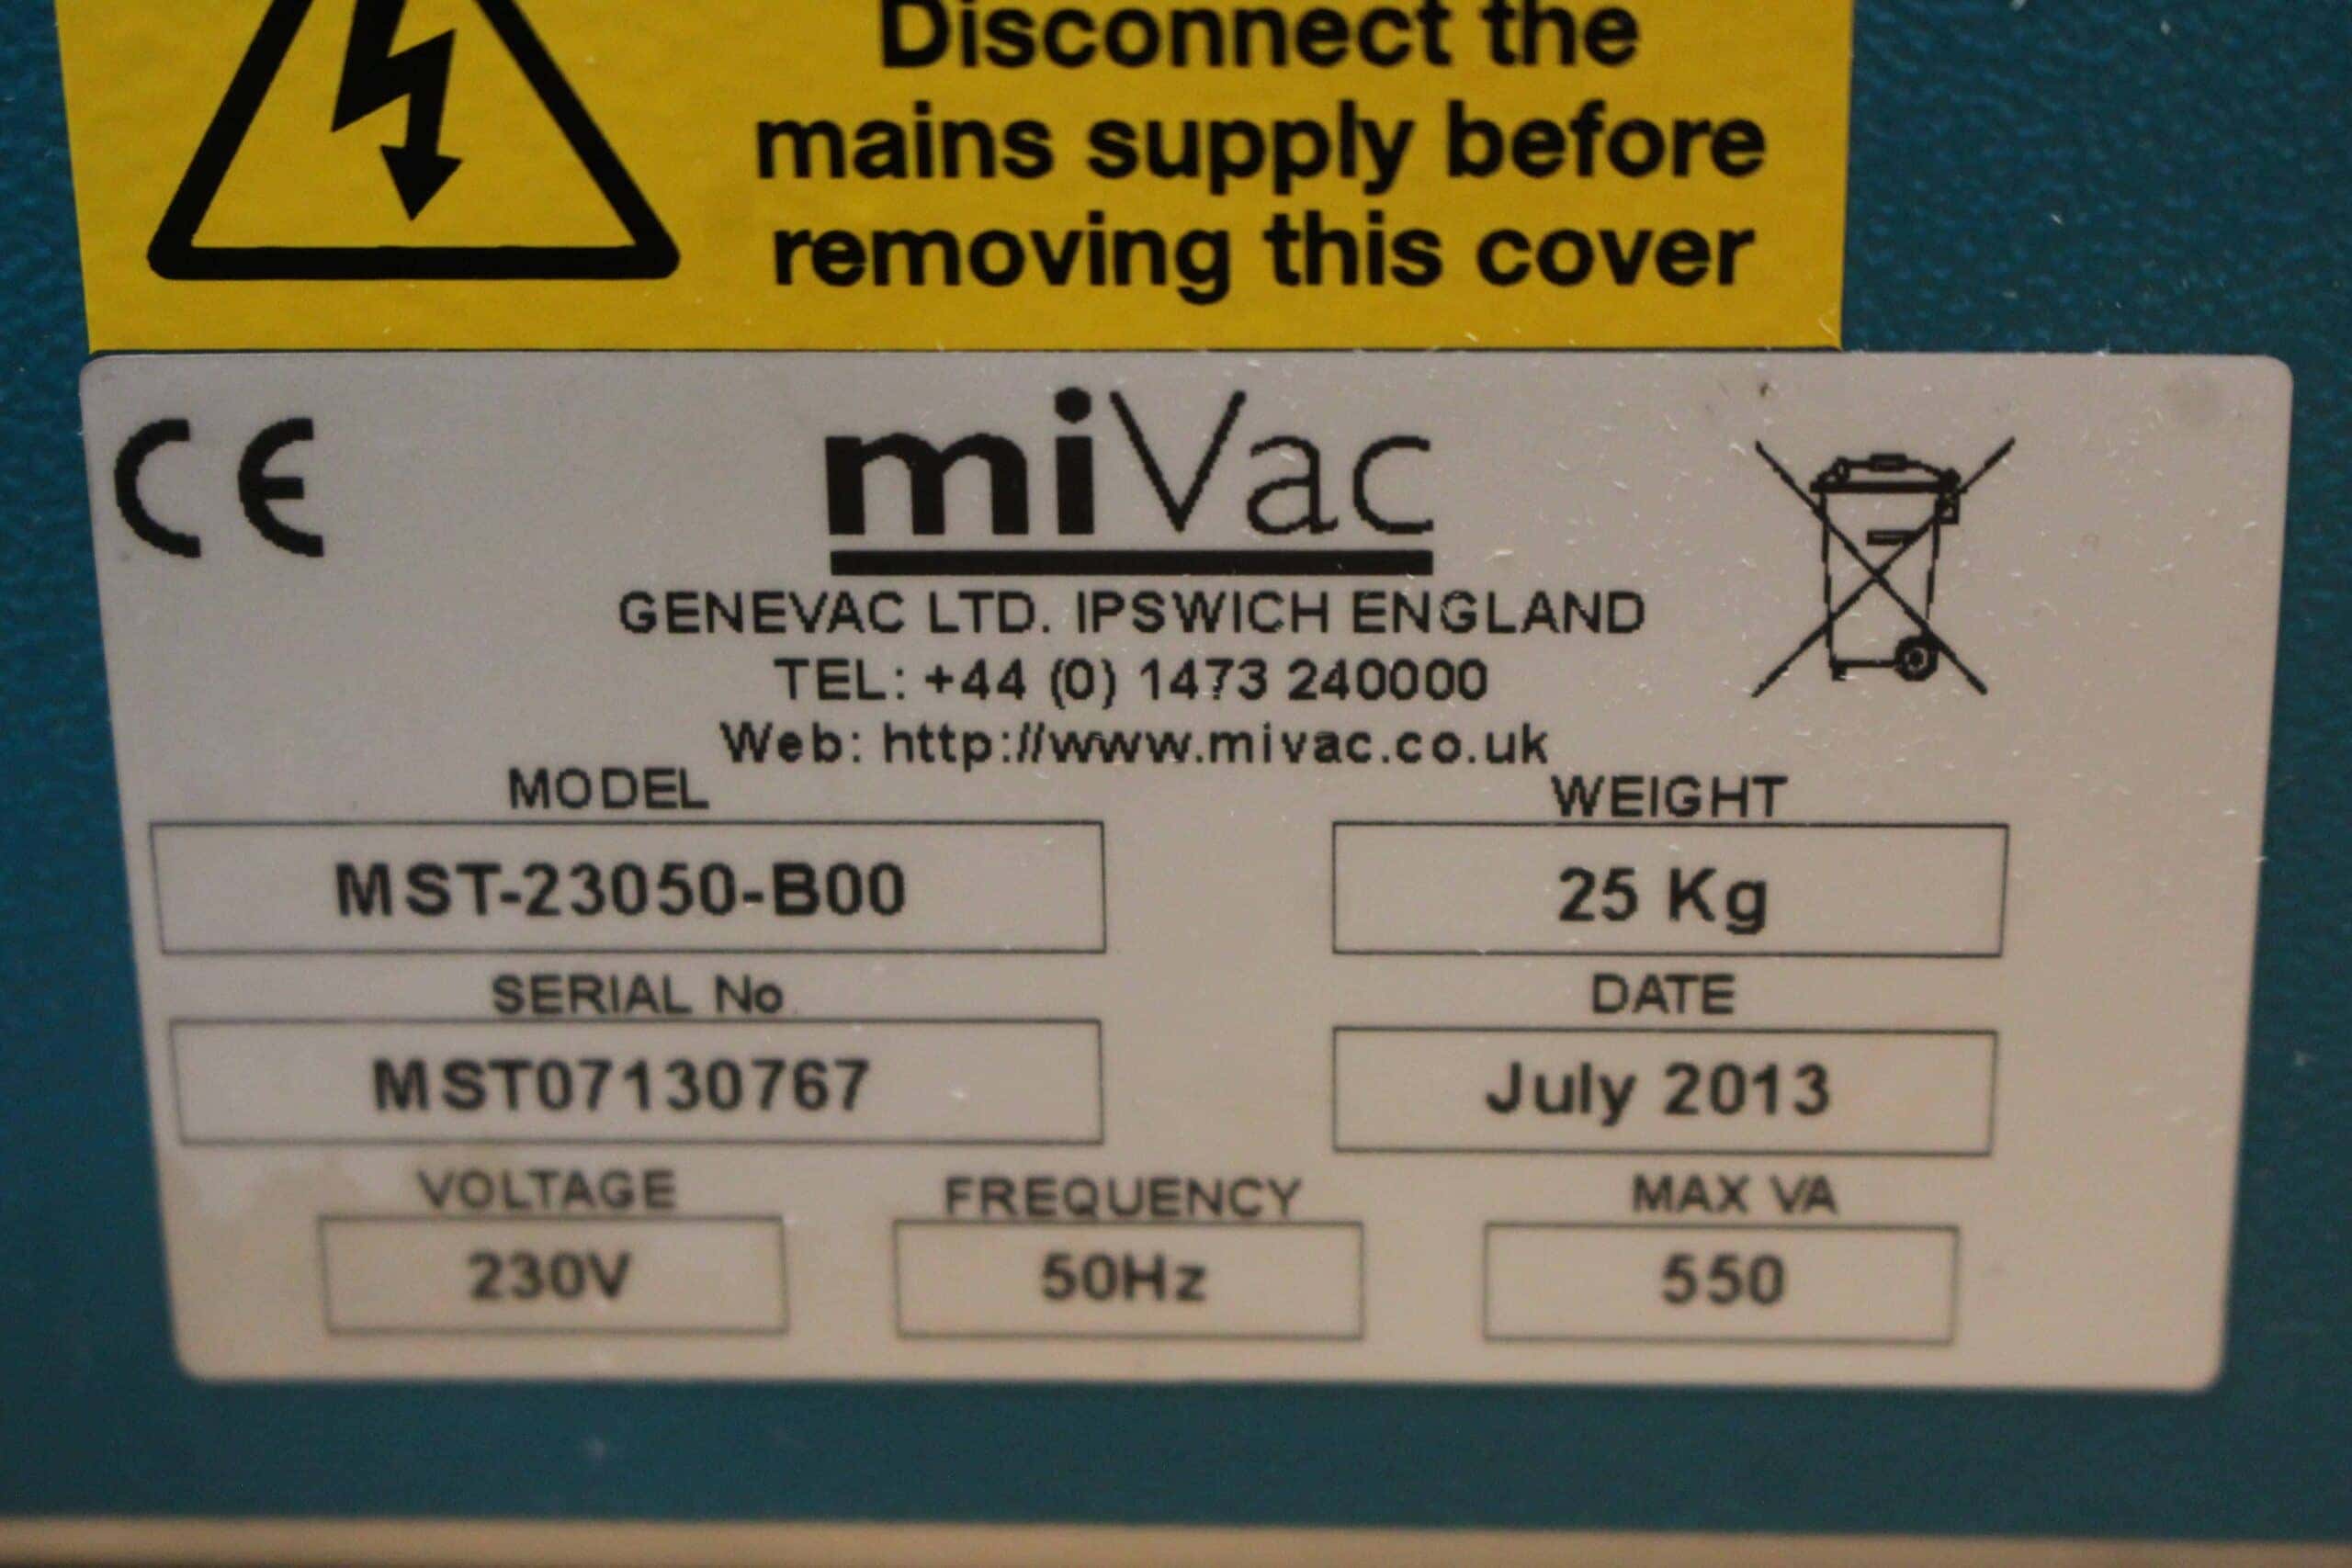 Disconnect the
mains supply before
removing this cover
CE
miVac
GENEVAC LTD. IPSWICH ENGLAND
TEL: +44 (0) 1473 240000
Web: http://www.mivac.co.uk
MODEL WEIGHT
MST-23050-B00 25 Kg
SERIAL No DATE
MST07130767 July 2013
VOLTAGE FREQUENCY MAX VA
230V 50Hz 550